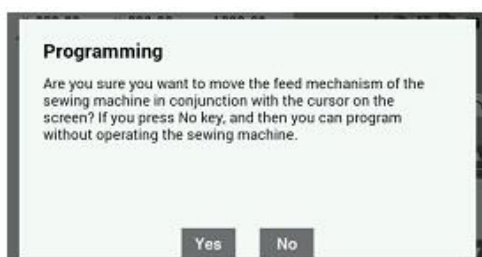 Programming
Are you sure you want to move the feed mechanism of the
sewing machine in conjunction with the cursor on the
screen? If you press No key, and then you can program
without operating the sewing machine.
Yes No